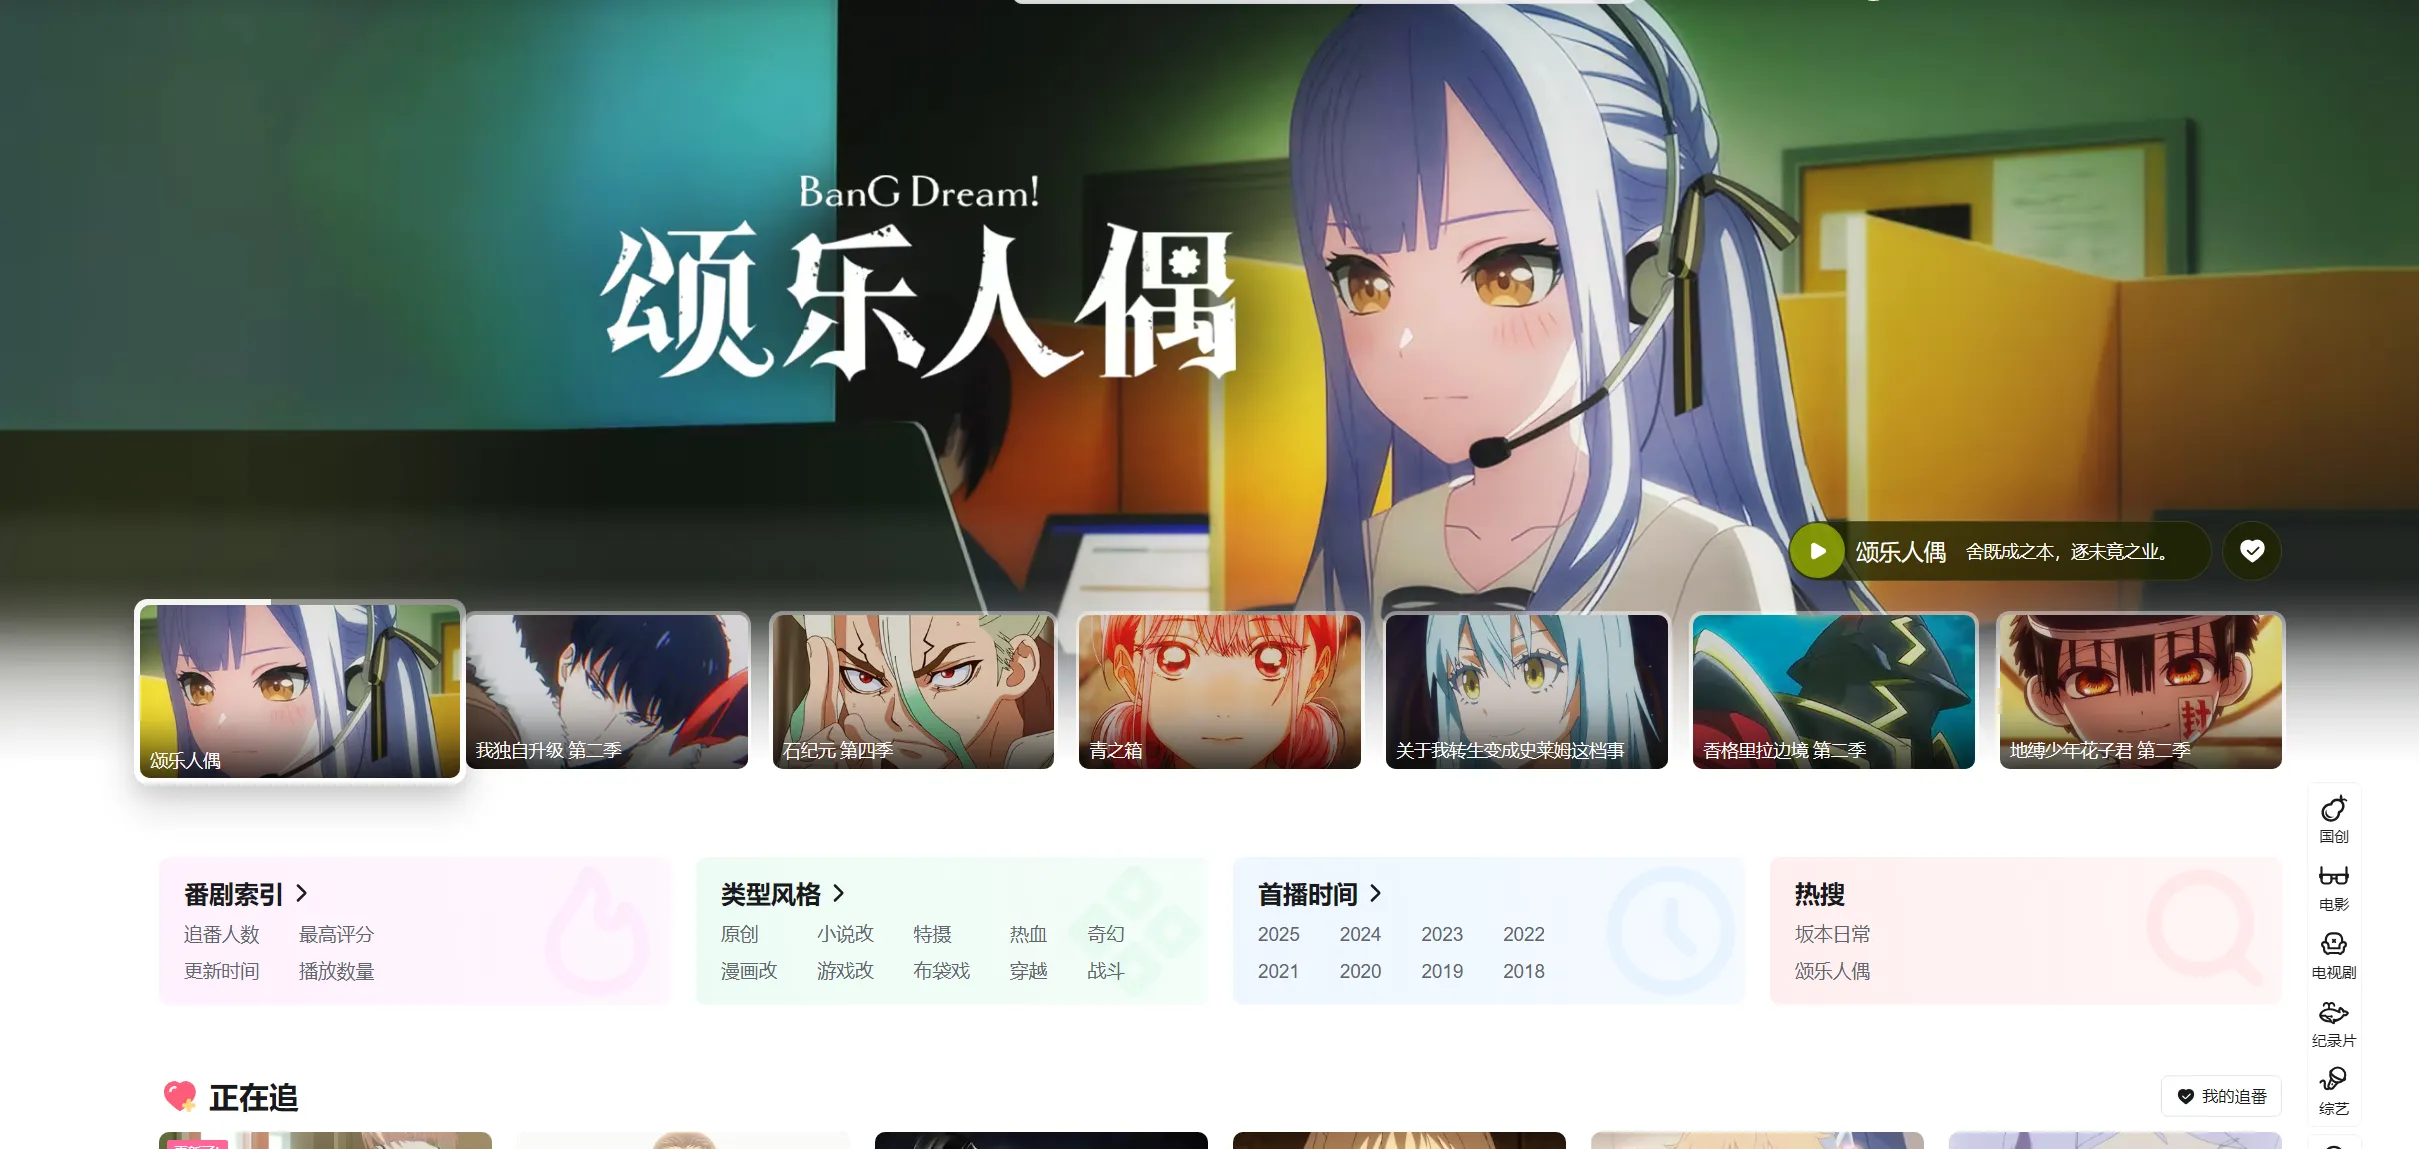 BanG Dream!
颂乐人偶
颂乐人偶 舍既成之本，逐未竟之业。
颂乐人偶
我独自升级 第二季
石纪元 第四季
青之箱
关于我转生变成史莱姆这档事
香格里拉边境 第二季
地缚少年花子君 第二季
封
番剧索引
追番人数 最高评分
更新时间 播放数量
类型风格
原创 小说改 特摄 热血 奇幻
漫画改 游戏改 布袋戏 穿越 战斗
首播时间
2025 2024 2023 2022
2021 2020 2019 2018
热搜
坂本日常
颂乐人偶
国创
电影
电视剧
纪录片
综艺
正在追
我的追番